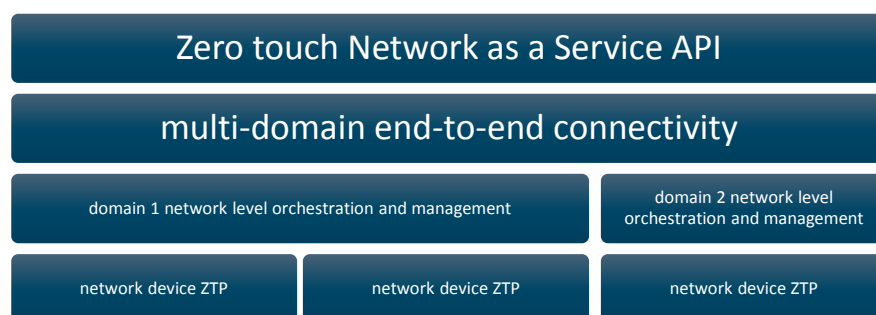 Zero touch Network as a Service API
multi-domain end-to-end connectivity
domain 1 network level orchestration and management
domain 2 network level
orchestration and management
network device ZTP
network device ZTP
network device ZTP